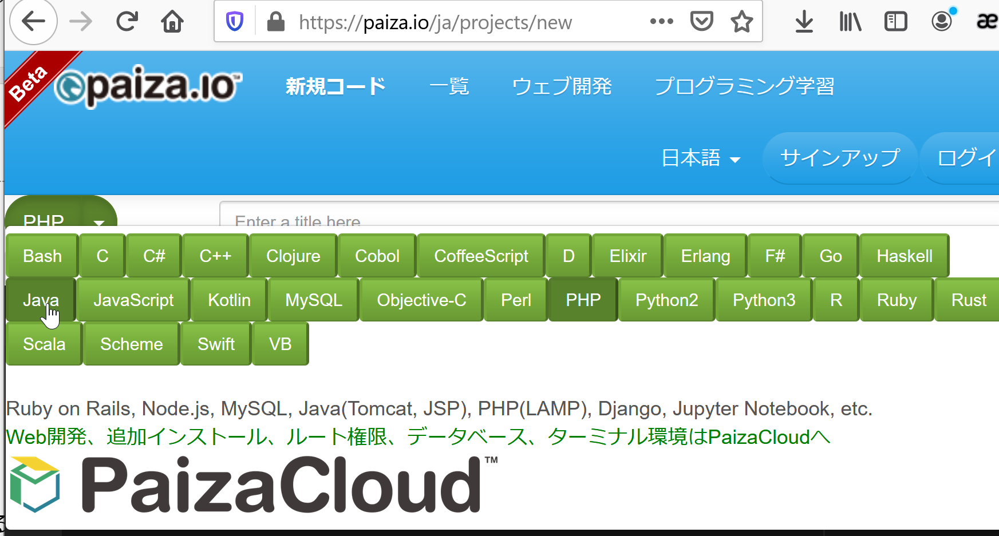 https://paiza.io/ja/projects/new
Beta
paiza.io™ 新規コード 一覧 ウェブ開発 プログラミング学習
日本語 サインアップ ログイ
PHP Enter a title here
Bash C C# C++ Clojure Cobol CoffeeScript D Elixir Erlang F# Go Haskell
Java JavaScript Kotlin MySQL Objective-C Perl PHP Python2 Python3 R Ruby Rust
Scala Scheme Swift VB
Ruby on Rails, Node.js, MySQL, Java(Tomcat, JSP), PHP(LAMP), Django, Jupyter Notebook, etc.
Web開発、追加インストール、ルート権限、データベース、ターミナル環境はPaizaCloudへ
PaizaCloud™